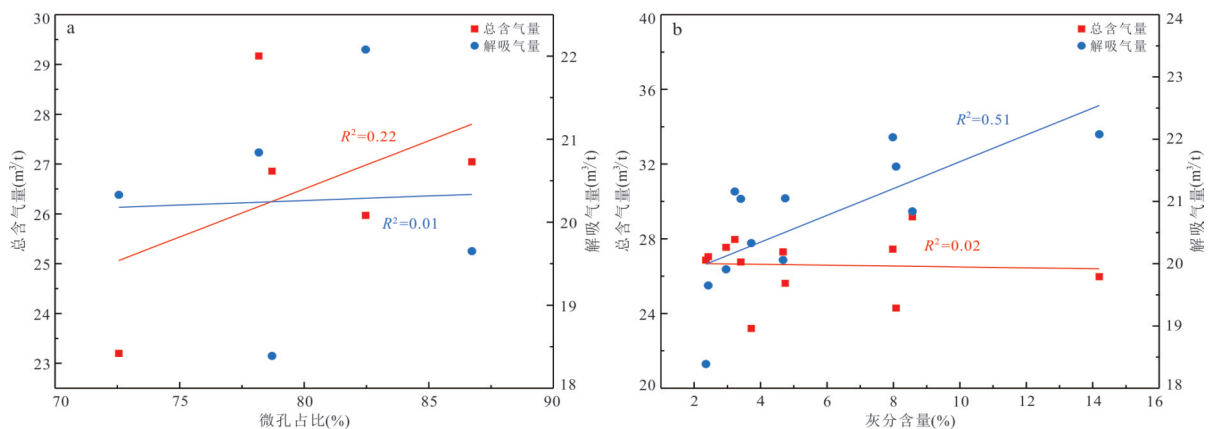 a
总含气量
解吸气量
R²=0.22
R²=0.01
30
29
28
27
26
25
24
23
22
21
20
19
18
70
75
80
85
90
总含气量(m³/t)
解吸气量(m³/t)
微孔占比(%)
b
总含气量
解吸气量
R²=0.51
R²=0.02
40
36
32
28
24
20
24
23
22
21
20
19
18
2
4
6
8
10
12
14
16
总含气量(m³/t)
解吸气量(m³/t)
灰分含量(%)